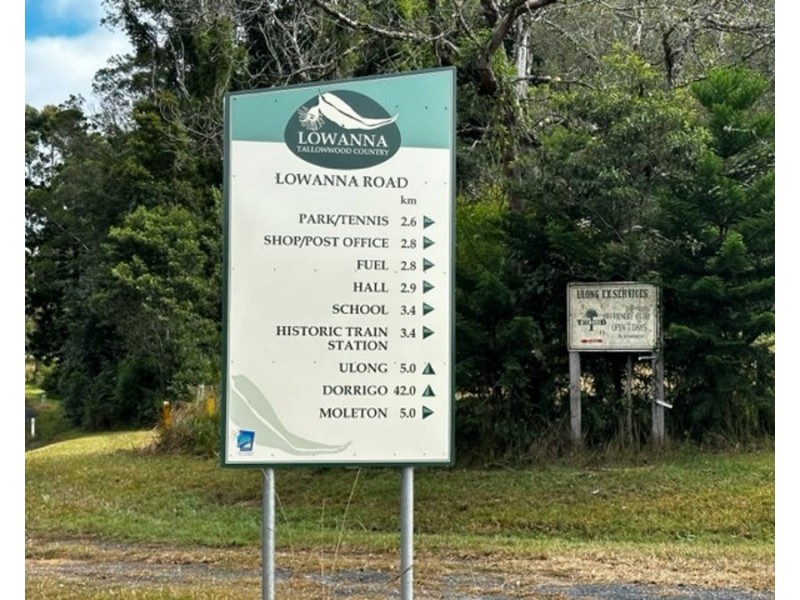 LOWANNA
TALLOWWOOD COUNTRY
LOWANNA ROAD
km
PARK/TENNIS 2.6
SHOP/POST OFFICE 2.8
FUEL 2.8
HALL 2.9
SCHOOL 3.4
HISTORIC TRAIN 3.4
STATION
ULONG 5.0
DORRIGO 42.0
MOLETON 5.0
ULONG EX SERVICES
CLUB
OPEN 7 DAYS